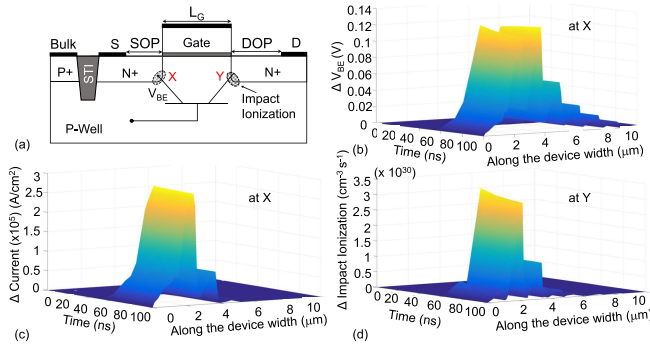 L_G
Bulk S SOP Gate DOP D
P+ STI N+ X Y N+
V_BE
Impact
Ionization
P-Well
(a)
at X
Δ V_BE (V)
0.12
0.1
0.08
0.06
0.04
0.02
0
0 20 40 60 80 100
Time (ns)
0 2 4 6 8 10
Along the device width (μm)
(b)
at X
Δ Current (x10^5) (A/cm^2)
3
2.5
2
1.5
1
0.5
0
0 20 40 60 80 100
Time (ns)
0 2 4 6 8 10
Along the device width (μm)
(c)
x 10^30
at Y
Δ Impact Ionization (cm^-3 s^-1)
3.5
3
2.5
2
1.5
1
0.5
0
0 20 40 60 80 100
Time (ns)
0 2 4 6 8 10
Along the device width (μm)
(d)